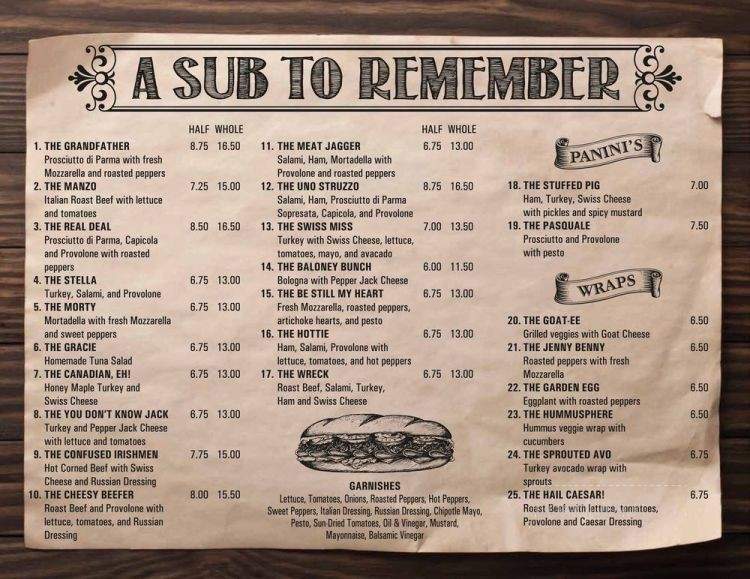 A SUB TO REMEMBER
HALF WHOLE
1. THE GRANDFATHER 8.75 16.50
Prosciutto di Parma with fresh
Mozzarella and roasted peppers
2. THE MANZO 7.25 15.00
Italian Roast Beef with lettuce
and tomatoes
3. THE REAL DEAL 8.50 16.50
Prosciutto di Parma, Capicola
and Provolone with roasted
peppers
4. THE STELLA 6.75 13.00
Turkey, Salami, and Provolone
5. THE MORTY 6.75 13.00
Mortadella with fresh Mozzarella
and sweet peppers
6. THE GRACIE 6.75 13.00
Homemade Tuna Salad
7. THE CANADIAN, EH! 6.75 13.00
Honey Maple Turkey and
Swiss Cheese
8. THE YOU DON'T KNOW JACK 6.75 13.00
Turkey and Pepper Jack Cheese
with lettuce and tomatoes
9. THE CONFUSED IRISHMEN 7.75 15.00
Hot Corned Beef with Swiss
Cheese and Russian Dressing
10. THE CHEESY BEEFER 8.00 15.50
Roast Beef and Provolone with
lettuce, tomatoes, and Russian
Dressing
HALF WHOLE
11. THE MEAT JAGGER 6.75 13.00
Salami, Ham, Mortadella with
Provolone and roasted peppers
12. THE UNO STRUZZO 8.75 16.50
Salami, Ham, Prosciutto di Parma
Sopresata, Capicola, and Provolone
13. THE SWISS MISS 7.00 13.50
Turkey with Swiss Cheese, lettuce,
tomatoes, mayo, and avacado
14. THE BALONEY BUNCH 6.00 11.50
Bologna with Pepper Jack Cheese
15. THE BE STILL MY HEART 6.75 13.00
Fresh Mozzarella, roasted peppers,
artichoke hearts, and pesto
16. THE HOTTIE 6.75 13.00
Ham, Salami, Provolone with
lettuce, tomatoes, and hot peppers
17. THE WRECK 6.75 13.00
Roast Beef, Salami, Turkey,
Ham and Swiss Cheese
GARNISHES
Lettuce, Tomatoes, Onions, Roasted Peppers, Hot Peppers,
Sweet Peppers, Italian Dressing, Russian Dressing, Chipotle Mayo,
Pesto, Sun-Dried Tomatoes, Oil & Vinegar, Mustard,
Mayonnaise, Balsamic Vinegar
PANINI'S
18. THE STUFFED PIG 7.00
Ham, Turkey, Swiss Cheese
with pickles and spicy mustard
19. THE PASQUALE 7.50
Prosciutto and Provolone
with pesto
WRAPS
20. THE GOAT-EE 6.50
Grilled veggies with Goat Cheese
21. THE JENNY BENNY 6.50
Roasted peppers with fresh
Mozzarella
22. THE GARDEN EGG 6.50
Eggplant with roasted peppers
23. THE HUMMUSPHERE 6.50
Hummus veggie wrap with
cucumbers
24. THE SPROUTED AVO 6.75
Turkey avocado wrap with
sprouts
25. THE HAIL CAESAR! 6.75
Roast Beef with lettuce, tomatoes,
Provolone and Caesar Dressing